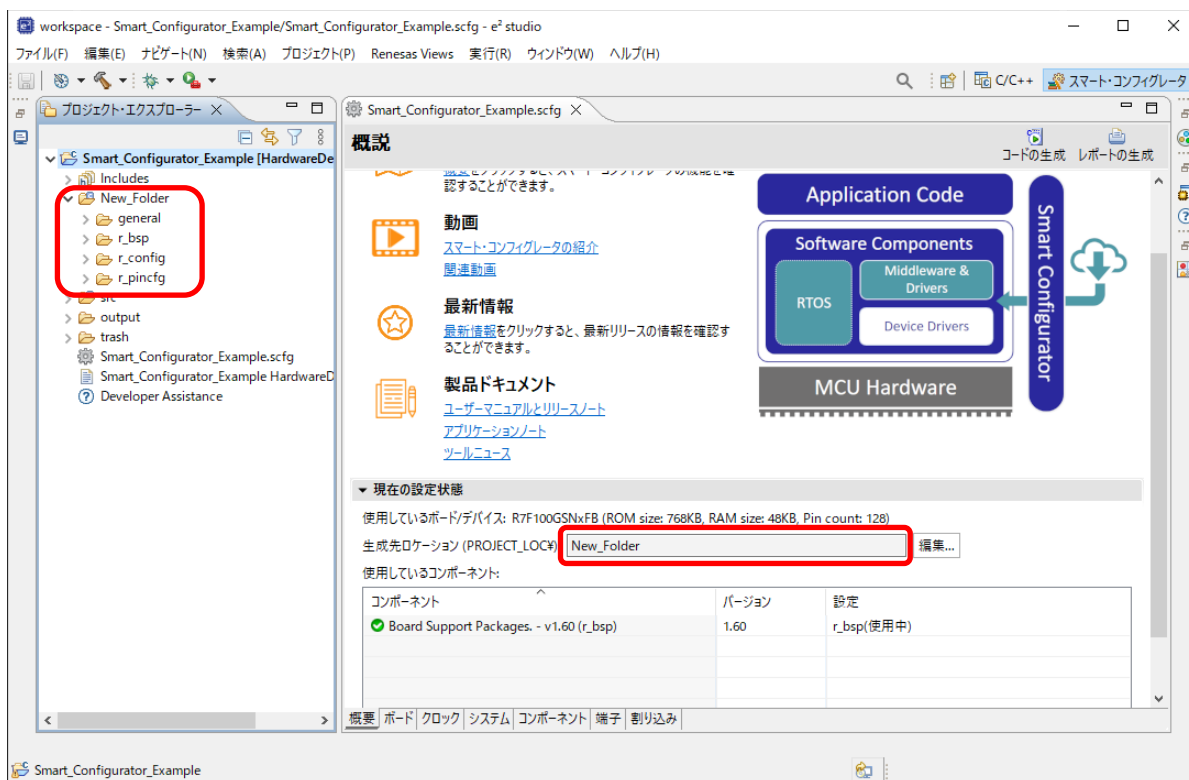 workspace - Smart_Configurator_Example/Smart_Configurator_Example.scfg - e² studio
ファイル(F) 編集(E) ナビゲート(N) 検索(A) プロジェクト(P) Renesas Views 実行(R) ウィンドウ(W) ヘルプ(H)
C/C++ スマート・コンフィグレータ
プロジェクト・エクスプローラー
Smart_Configurator_Example [HardwareDe
Includes
New_Folder
general
r_bsp
r_config
r_pincfg
src
output
trash
Smart_Configurator_Example.scfg
Smart_Configurator_Example HardwareD
Developer Assistance
Smart_Configurator_Example.scfg
概説
コードの生成 レポートの生成
認することができます。
動画
スマート・コンフィグレータの紹介
関連動画
最新情報
最新情報をクリックすると、最新リリースの情報を確認す
ることができます。
製品ドキュメント
ユーザーマニュアルとリリースノート
アプリケーションノート
ツールニュース
Application Code
Software Components
RTOS
Middleware &
Drivers
Device Drivers
MCU Hardware
Smart Configurator
現在の設定状態
使用しているボード/デバイス: R7F100GSNxFB (ROM size: 768KB, RAM size: 48KB, Pin count: 128)
生成先ロケーション (PROJECT_LOC¥) New_Folder 編集...
使用しているコンポーネント:
コンポーネント バージョン 設定
Board Support Packages. - v1.60 (r_bsp) 1.60 r_bsp(使用中)
概要 ボード クロック システム コンポーネント 端子 割り込み
Smart_Configurator_Example